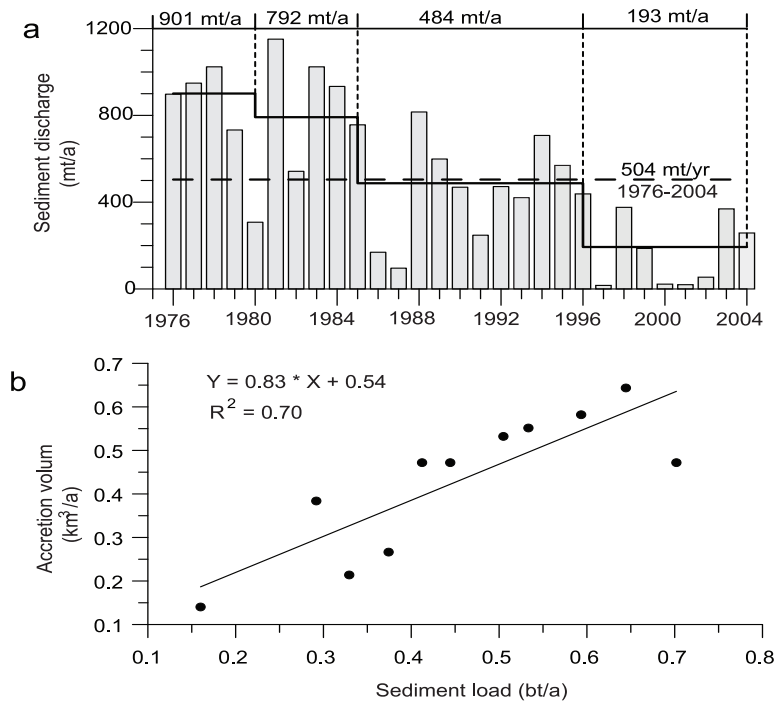 a
901 mt/a 792 mt/a 484 mt/a 193 mt/a
1200
800
400
0
Sediment discharge
(mt/a)
504 mt/yr
1976-2004
1976 1980 1984 1988 1992 1996 2000 2004
b
Y = 0.83 * X + 0.54
R² = 0.70
0.7
0.6
0.5
0.4
0.3
0.2
0.1
Accretion volum
(km³/a)
0.1 0.2 0.3 0.4 0.5 0.6 0.7 0.8
Sediment load (bt/a)